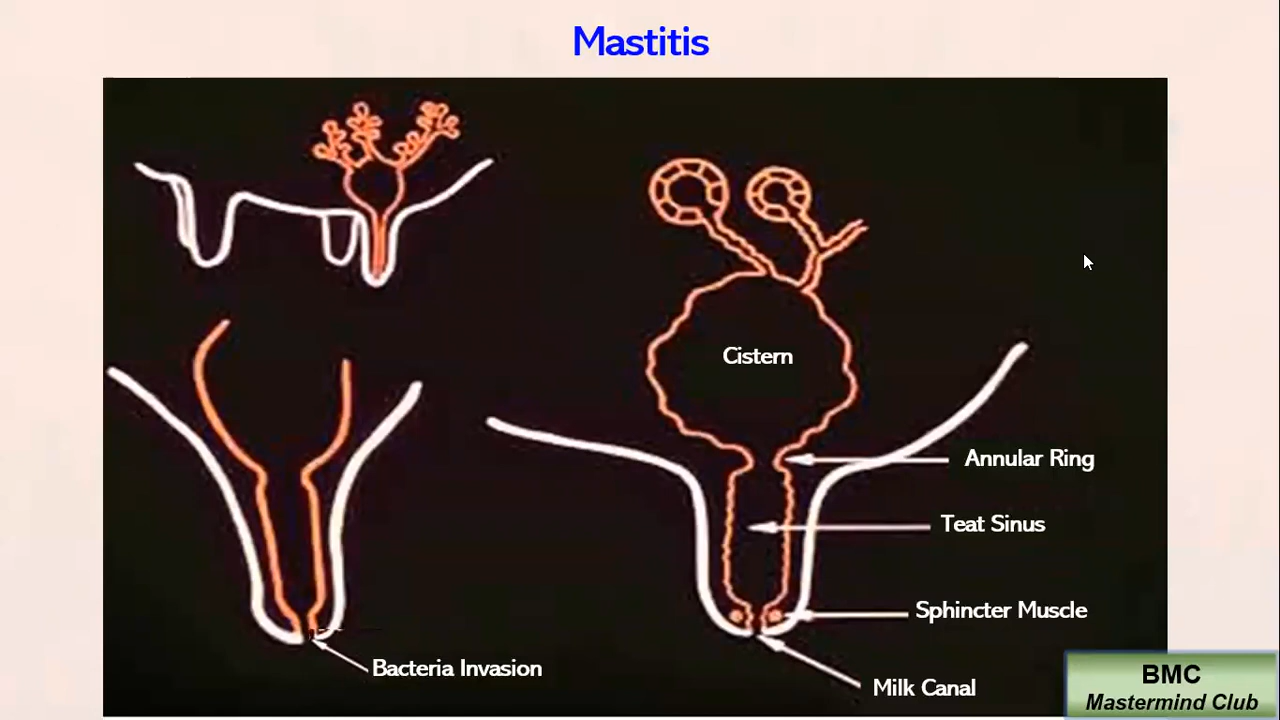 Mastitis
Cistern
Annular Ring
Teat Sinus
Sphincter Muscle
Bacteria Invasion
Milk Canal
BMC
Mastermind Club